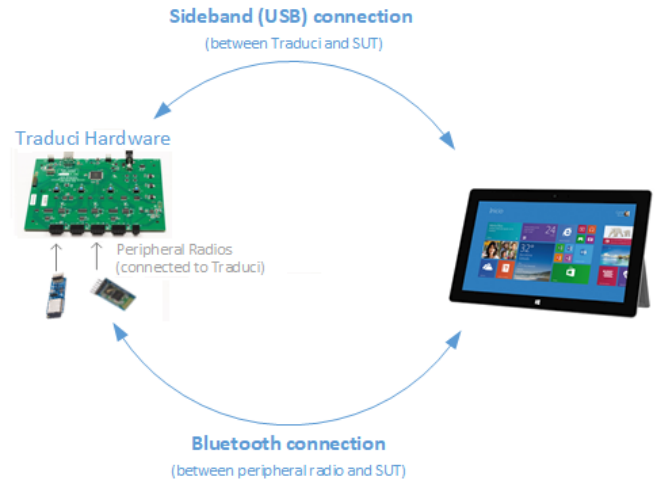 Sideband (USB) connection
(between Traduci and SUT)
Traduci Hardware
Peripheral Radios
(connected to Traduci)
Bluetooth connection
(between peripheral radio and SUT)